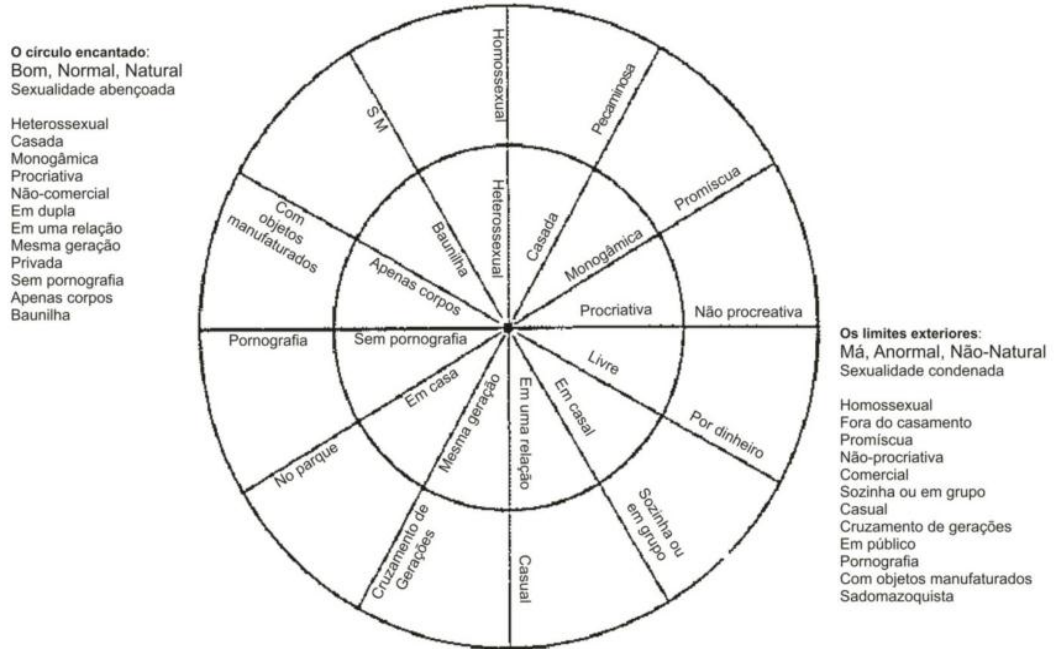 O círculo encantado:
Bom, Normal, Natural
Sexualidade abençoada
Heterossexual
Casada
Monogâmica
Procriativa
Não-comercial
Em dupla
Em uma relação
Mesma geração
Privada
Sem pornografia
Apenas corpos
Baunilha
Homossexual
Pecaminosa
Promíscua
Não procreativa
Por dinheiro
Sozinha ou
em grupo
Casual
Cruzamento de
Gerações
No parque
Pornografia
Com
objetos
manufaturados
S M
Heterossexual
Casada
Monogâmica
Procriativa
Livre
Em casal
Em uma relação
Mesma geração
Em casa
Sem pornografia
Apenas corpos
Baunilha
Os limites exteriores:
Má, Anormal, Não-Natural
Sexualidade condenada
Homossexual
Fora do casamento
Promíscua
Não-procriativa
Comercial
Sozinha ou em grupo
Casual
Cruzamento de gerações
Em público
Pornografia
Com objetos manufaturados
Sadomazoquista